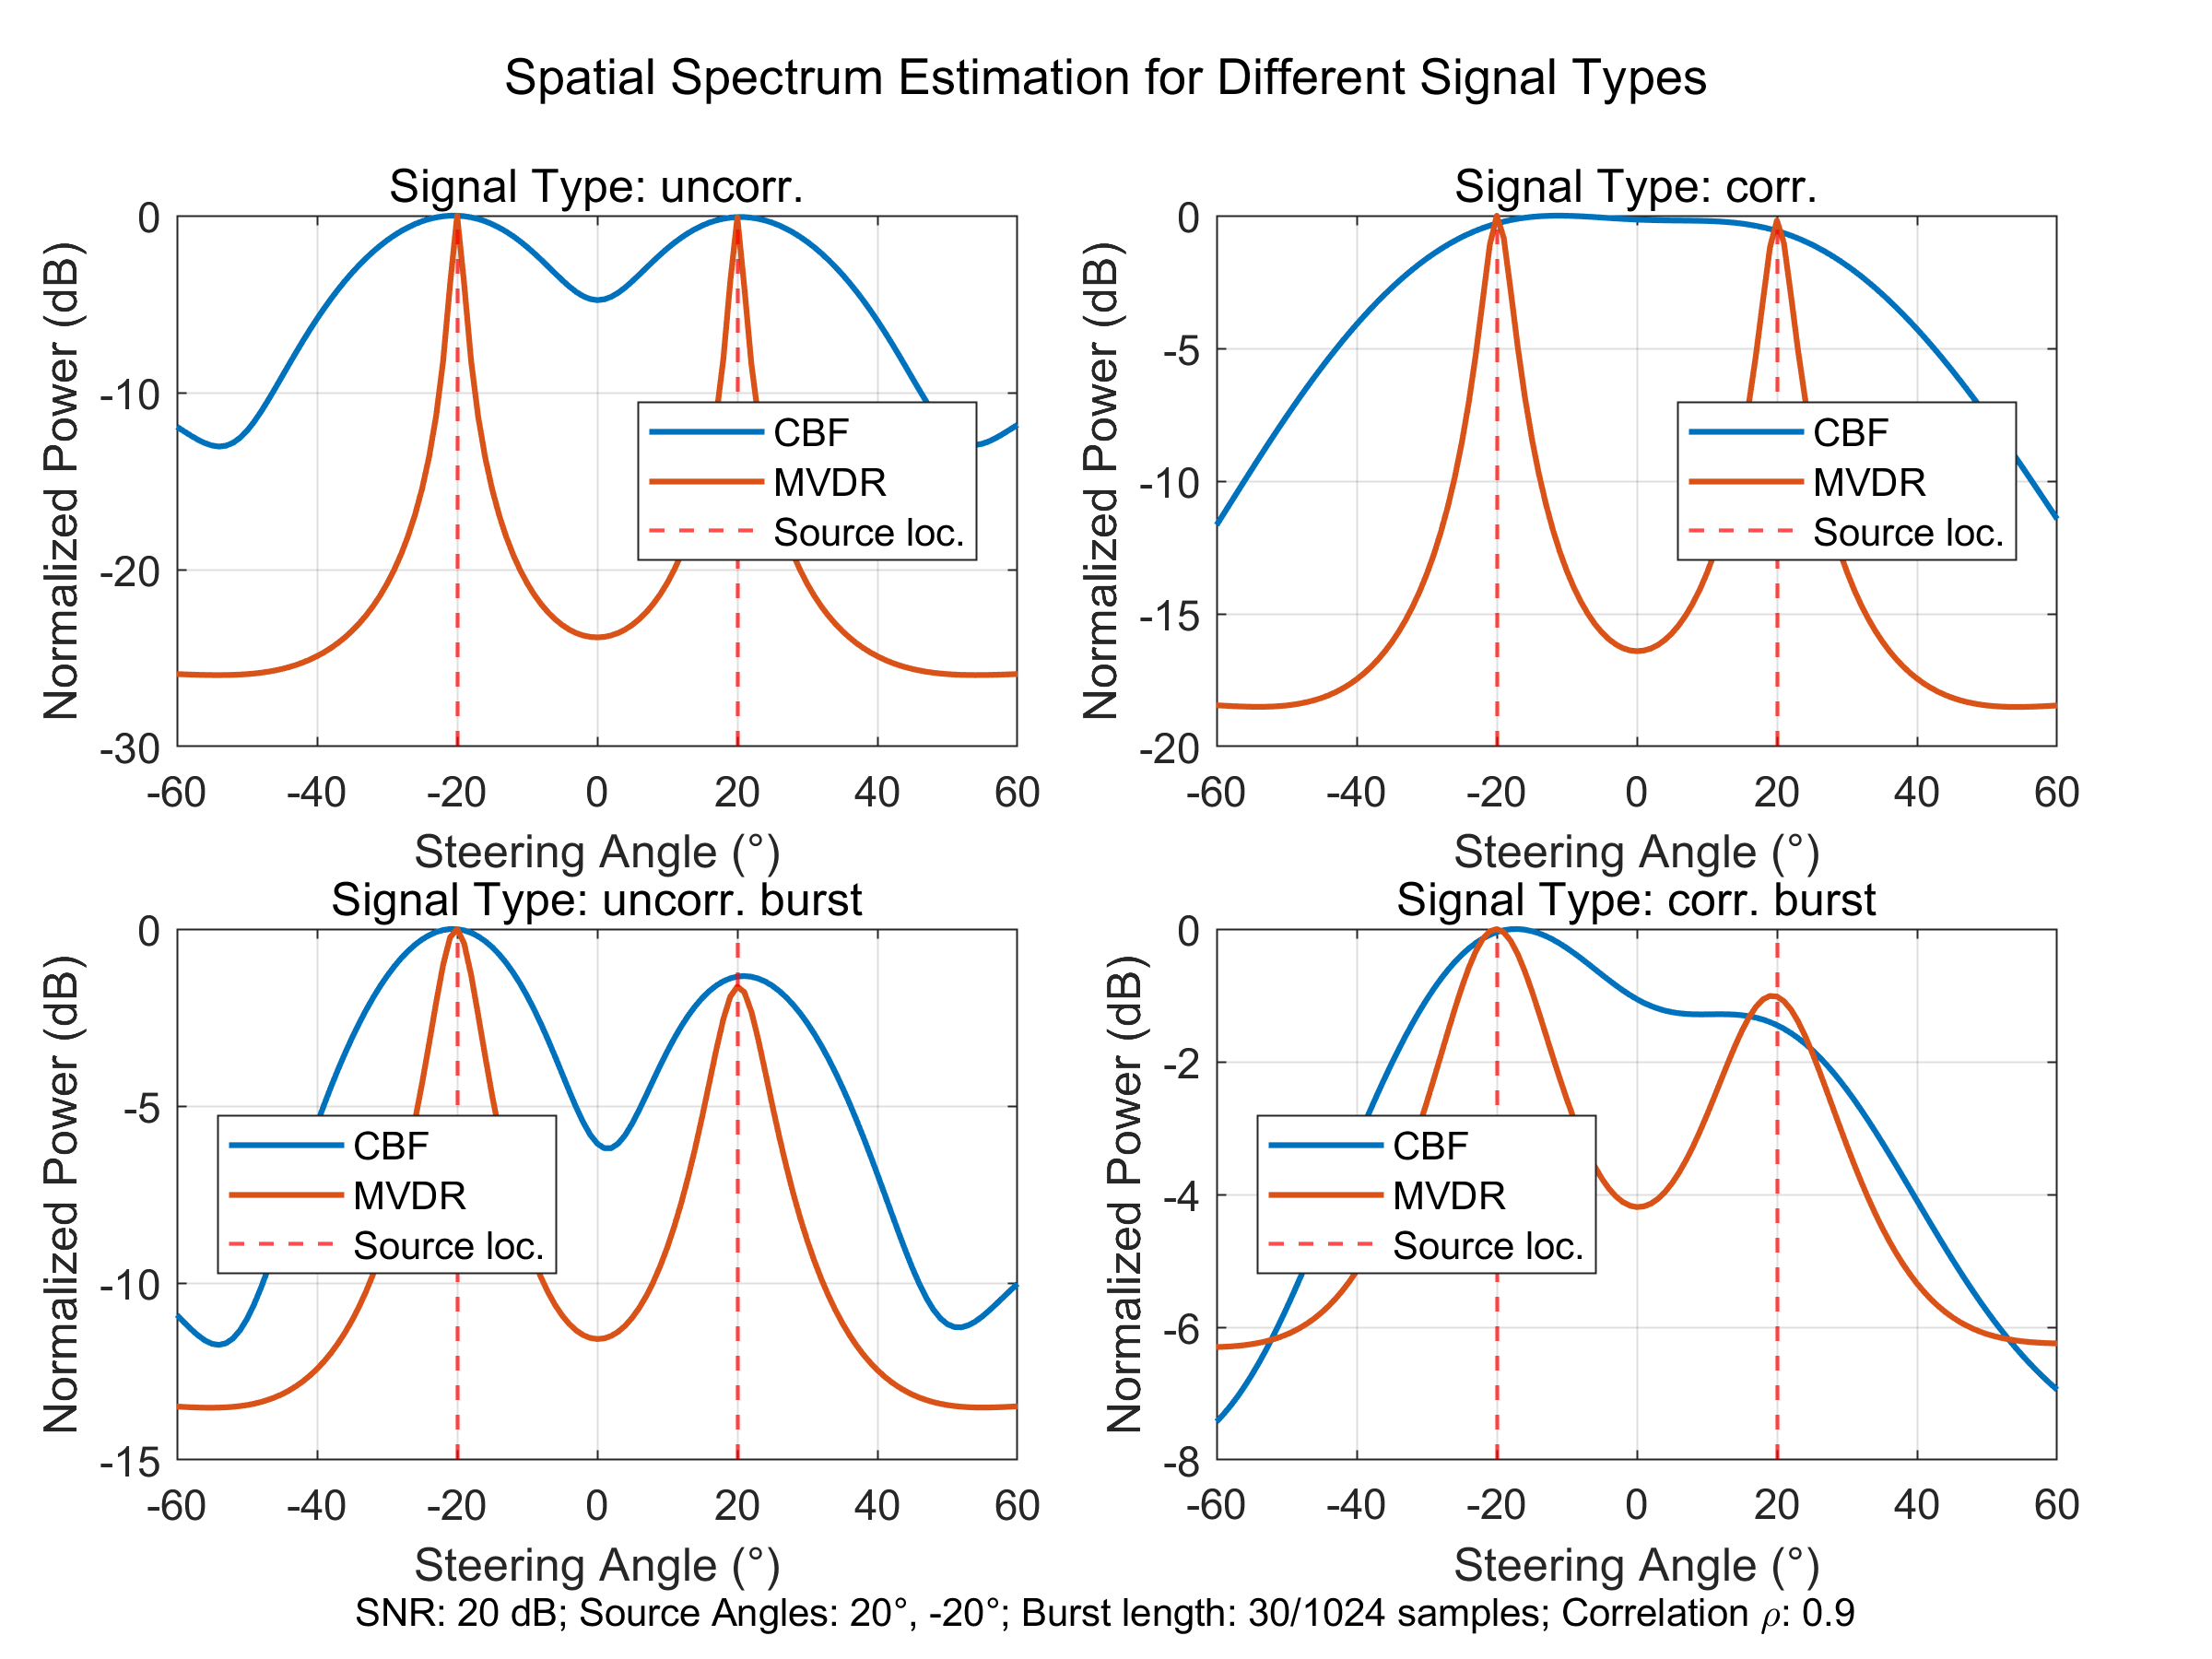 Spatial Spectrum Estimation for Different Signal Types
Signal Type: uncorr.
Normalized Power (dB)
0
-10
-20
-30
-60 -40 -20 0 20 40 60
Steering Angle (°)
CBF
MVDR
Source loc.
Signal Type: corr.
Normalized Power (dB)
0
-5
-10
-15
-20
-60 -40 -20 0 20 40 60
Steering Angle (°)
CBF
MVDR
Source loc.
Signal Type: uncorr. burst
Normalized Power (dB)
0
-5
-10
-15
-60 -40 -20 0 20 40 60
Steering Angle (°)
CBF
MVDR
Source loc.
Signal Type: corr. burst
Normalized Power (dB)
0
-2
-4
-6
-8
-60 -40 -20 0 20 40 60
Steering Angle (°)
CBF
MVDR
Source loc.
SNR: 20 dB; Source Angles: 20°, -20°; Burst length: 30/1024 samples; Correlation ρ: 0.9